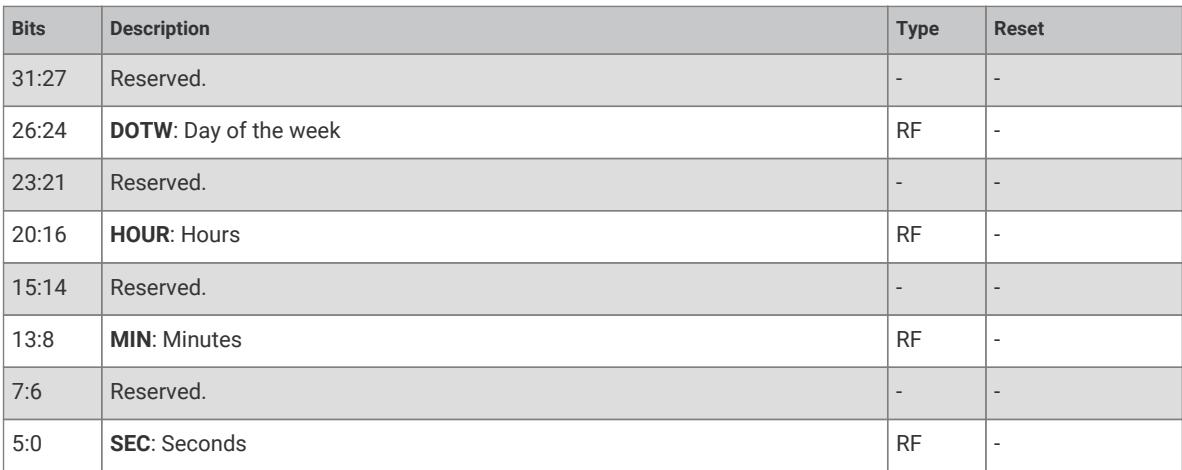 Bits Description Type Reset
31:27 Reserved. - -
26:24 DOTW: Day of the week RF -
23:21 Reserved. - -
20:16 HOUR: Hours RF -
15:14 Reserved. - -
13:8 MIN: Minutes RF -
7:6 Reserved. - -
5:0 SEC: Seconds RF -